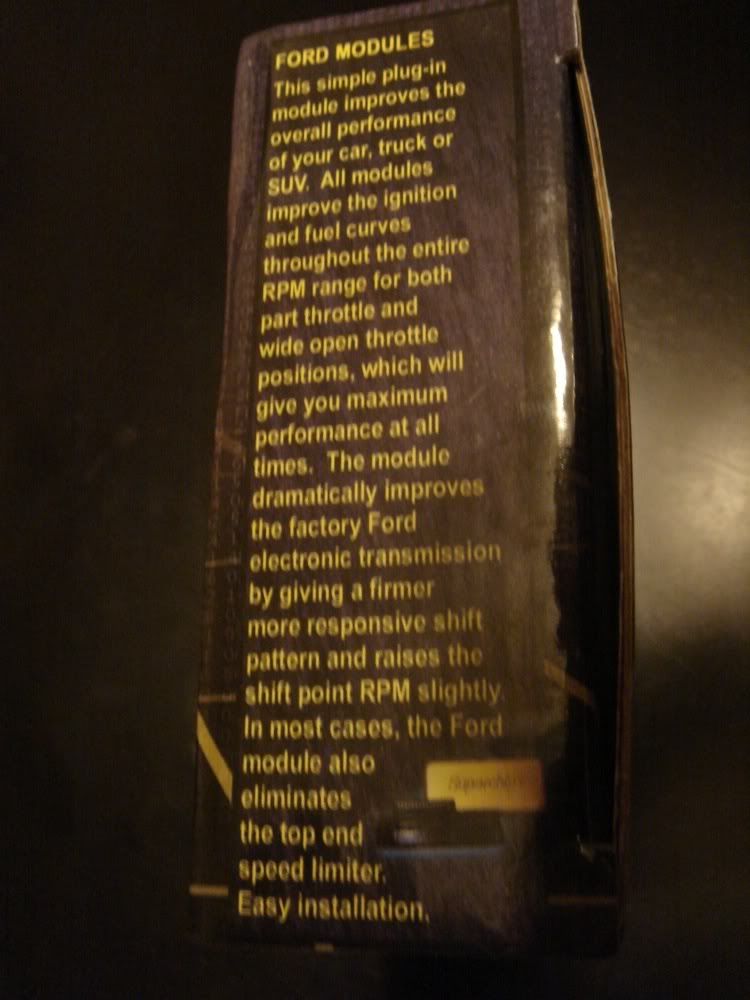 FORD MODULES
This simple plug-in
module improves the
overall performance
of your car, truck or
SUV. All modules
improve the ignition
and fuel curves
throughout the entire
RPM range for both
part throttle and
wide open throttle
positions, which will
give you maximum
performance at all
times. The module
dramatically improves
the factory Ford
electronic transmission
by giving a firmer
more responsive shift
pattern and raises the
shift point RPM slightly.
In most cases, the Ford
module also
eliminates
the top end
speed limiter.
Easy installation.